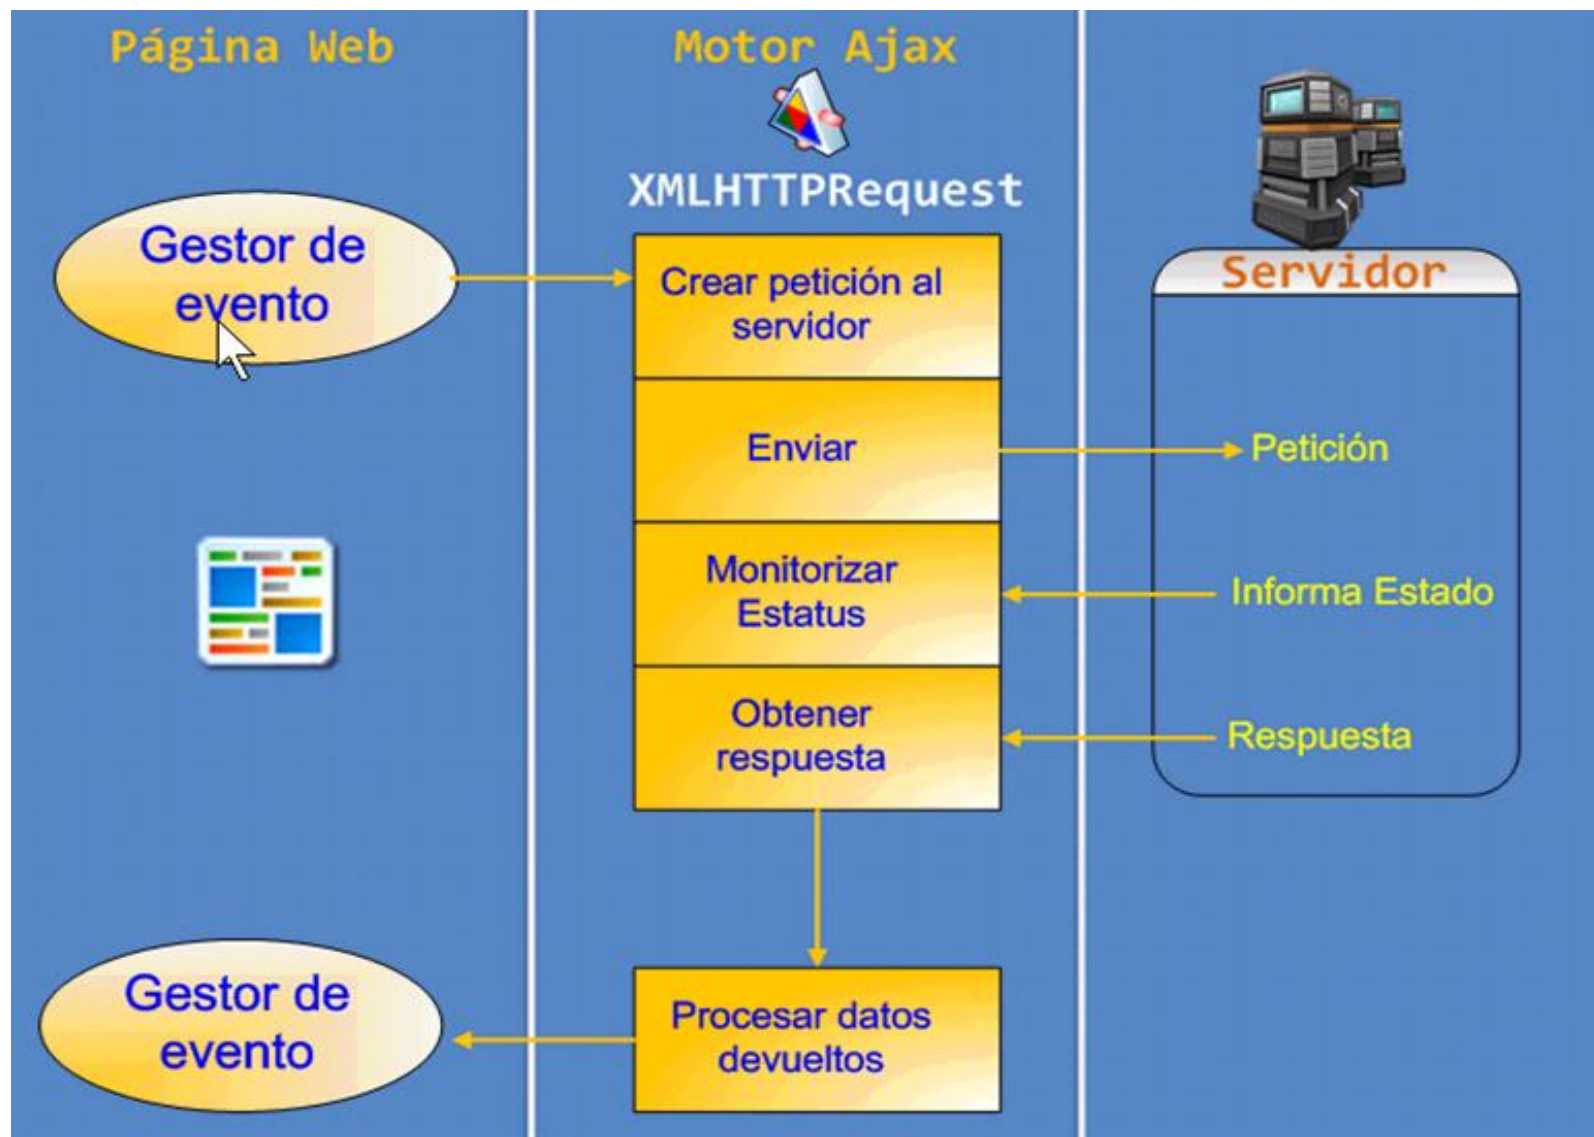 Página Web
Motor Ajax
XMLHTTPRequest
Gestor de
evento
Crear petición al
servidor
Servidor
Enviar
Petición
Monitorizar
Estatus
Informa Estado
Obtener
respuesta
Respuesta
Gestor de
evento
Procesar datos
devueltos